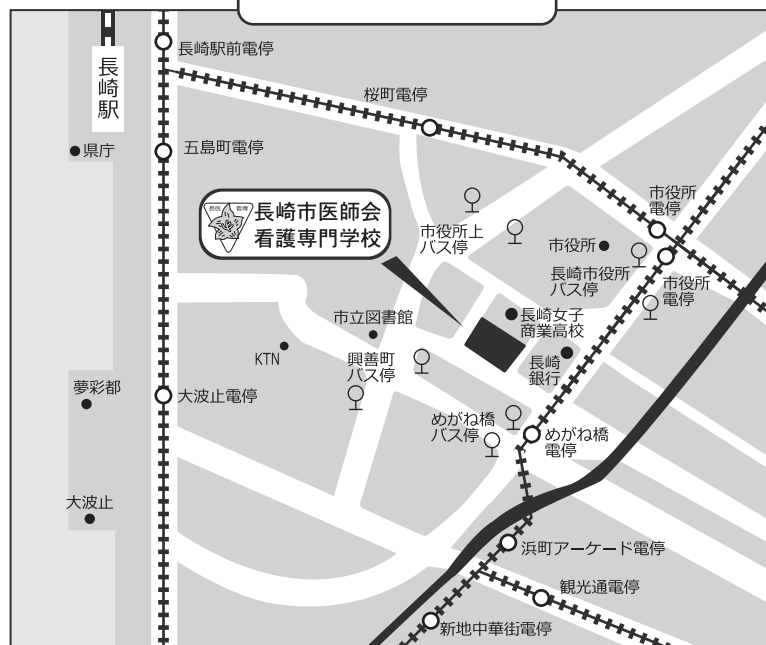 長崎駅前電停
長崎駅
桜町電停
県庁
五島町電停
長医
看専
長崎市医師会
看護専門学校
市役所
電停
市役所上
バス停
市役所
長崎市役所
バス停
市役所
電停
市立図書館
長崎女子
商業高校
KTN
興善町
バス停
長崎
銀行
夢彩都
大波止電停
めがね橋
バス停
めがね橋
電停
大波止
浜町アーケード電停
観光通電停
新地中華街電停